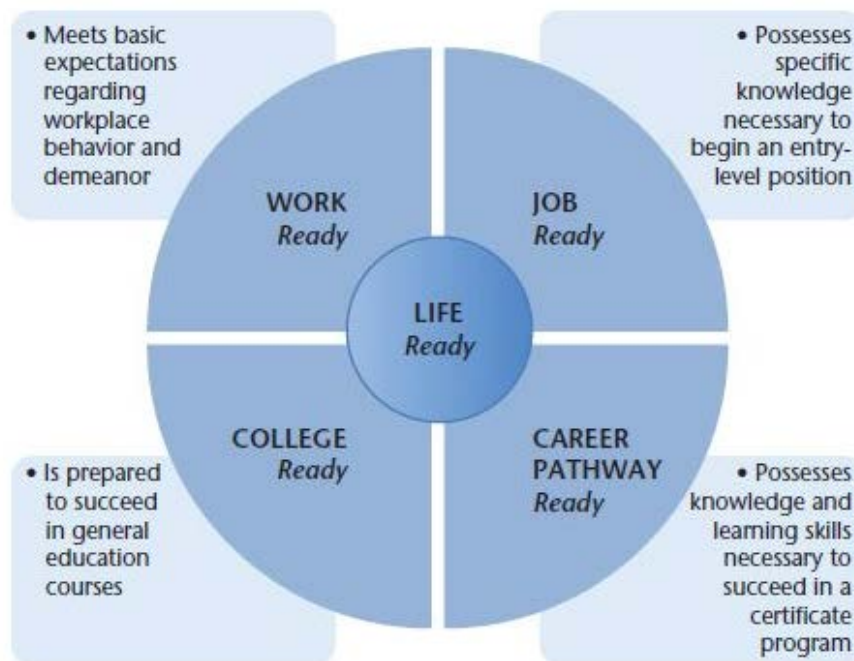 • Meets basic
expectations
regarding
workplace
behavior and
demeanor
• Possesses
specific
knowledge
necessary to
begin an entry-
level position
WORK
Ready
JOB
Ready
LIFE
Ready
COLLEGE
Ready
CAREER
PATHWAY
Ready
• Is prepared
to succeed
in general
education
courses
• Possesses
knowledge and
learning skills
necessary to
succeed in a
certificate
program